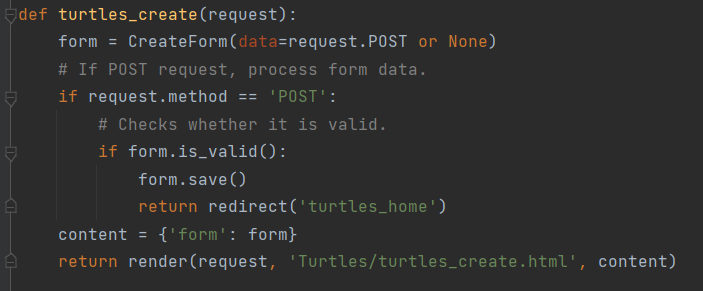 def turtles_create(request):
    form = CreateForm(data=request.POST or None)
    # If POST request, process form data.
    if request.method == 'POST':
        # Checks whether it is valid.
        if form.is_valid():
            form.save()
            return redirect('turtles_home')
    content = {'form': form}
    return render(request, 'Turtles/turtles_create.html', content)